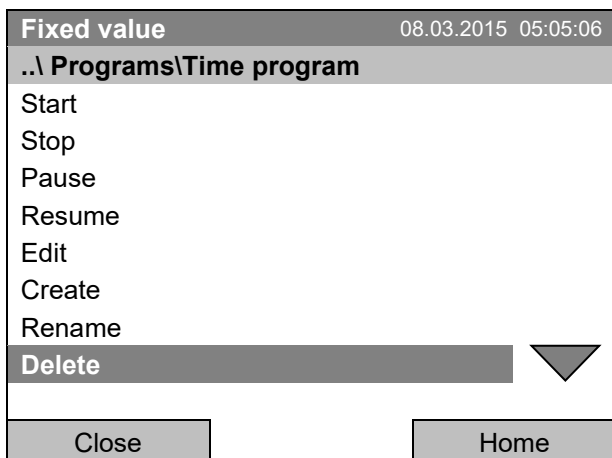 Fixed value 08.03.2015 05:05:06
..\ Programs\Time program
Start
Stop
Pause
Resume
Edit
Create
Rename
Delete
Close Home